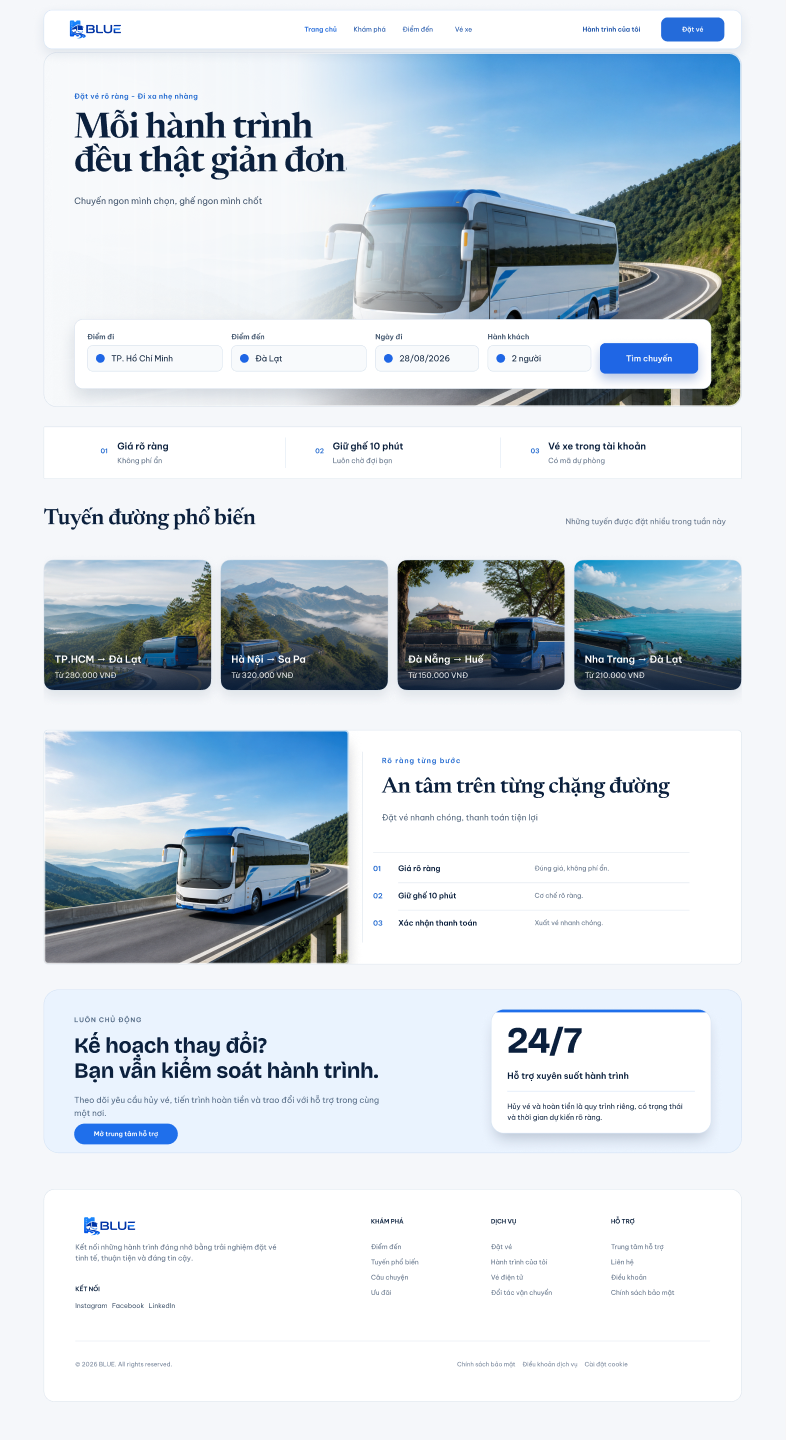 BLUE
Trang chủ Khám phá Điểm đến Vé xe Hành trình của tôi Đặt vé
Đặt vé rõ ràng - Đi xa nhẹ nhàng
Mỗi hành trình
đều thật giản đơn
Chuyến ngon mình chọn, ghế ngon mình chốt
Điểm đi Điểm đến Ngày đi Hành khách
TP. Hồ Chí Minh Đà Lạt 28/08/2026 2 người Tìm chuyến
01 Giá rõ ràng
Không phí ẩn
02 Giữ ghế 10 phút
Luôn chờ đợi bạn
03 Vé xe trong tài khoản
Có mã dự phòng
Tuyến đường phổ biến
Những tuyến được đặt nhiều trong tuần này
TP.HCM → Đà Lạt
Từ 280.000 VNĐ
Hà Nội → Sa Pa
Từ 320.000 VNĐ
Đà Nẵng → Huế
Từ 150.000 VNĐ
Nha Trang → Đà Lạt
Từ 210.000 VNĐ
Rõ ràng từng bước
An tâm trên từng chặng đường
Đặt vé nhanh chóng, thanh toán tiện lợi
01 Giá rõ ràng Đúng giá, không phí ẩn.
02 Giữ ghế 10 phút Cơ chế rõ ràng.
03 Xác nhận thanh toán Xuất vé nhanh chóng.
LUÔN CHỦ ĐỘNG
Kế hoạch thay đổi?
Bạn vẫn kiểm soát hành trình.
Theo dõi yêu cầu hủy vé, tiến trình hoàn tiền và trao đổi với hỗ trợ trong cùng
một nơi.
Mở trung tâm hỗ trợ
24/7
Hỗ trợ xuyên suốt hành trình
Hủy vé và hoàn tiền là quy trình riêng, có trạng thái
và thời gian dự kiến rõ ràng.
BLUE
Kết nối những hành trình đáng nhớ bằng trải nghiệm đặt vé
tinh tế, thuận tiện và đáng tin cậy.
KẾT NỐI
Instagram Facebook LinkedIn
KHÁM PHÁ
Điểm đến
Tuyến phổ biến
Câu chuyện
Ưu đãi
DỊCH VỤ
Đặt vé
Hành trình của tôi
Vé điện tử
Đối tác vận chuyển
HỖ TRỢ
Trung tâm hỗ trợ
Liên hệ
Điều khoản
Chính sách bảo mật
© 2026 BLUE. All rights reserved.
Chính sách bảo mật Điều khoản dịch vụ Cài đặt cookie